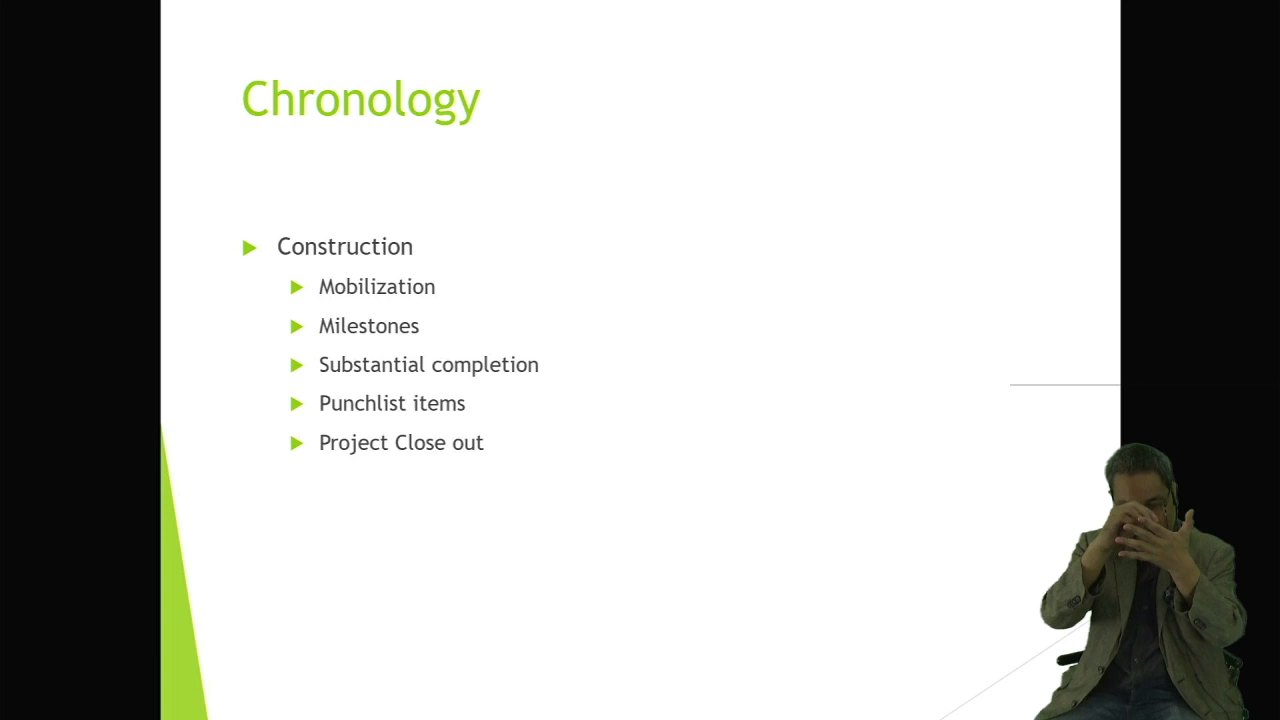 Chronology
Construction
Mobilization
Milestones
Substantial completion
Punchlist items
Project Close out